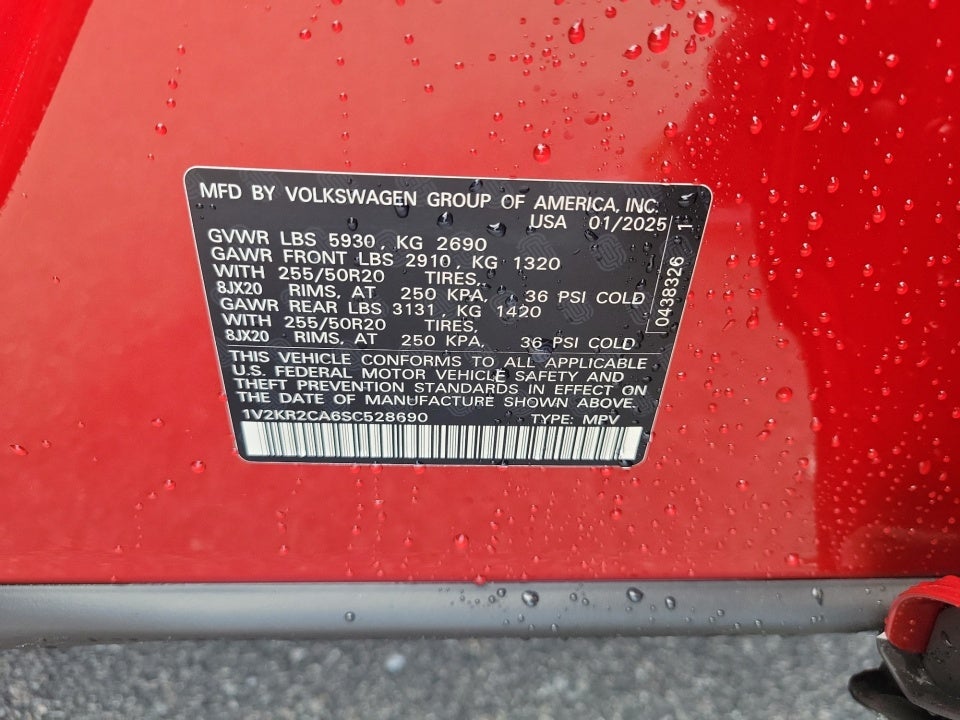 MFD BY VOLKSWAGEN GROUP OF AMERICA, INC.
USA 01/2025
GVWR LBS 5930, KG 2690
GAWR FRONT LBS 2910, KG 1320
WITH 255/50R20 TIRES,
8JX20 RIMS, AT 250 KPA, 36 PSI COLD
GAWR REAR LBS 3131 KG 1420
WITH 255/50R20 TIRES,
8JX20 RIMS, AT 250 KPA, 36 PSI COLD
THIS VEHICLE CONFORMS TO ALL APPLICABLE
U.S. FEDERAL MOTOR VEHICLE SAFETY AND
THEFT PREVENTION STANDARDS IN EFFECT ON
THE DATE OF MANUFACTURE SHOWN ABOVE
1V2KR2CA6SC528690 TYPE: MPV
0438326